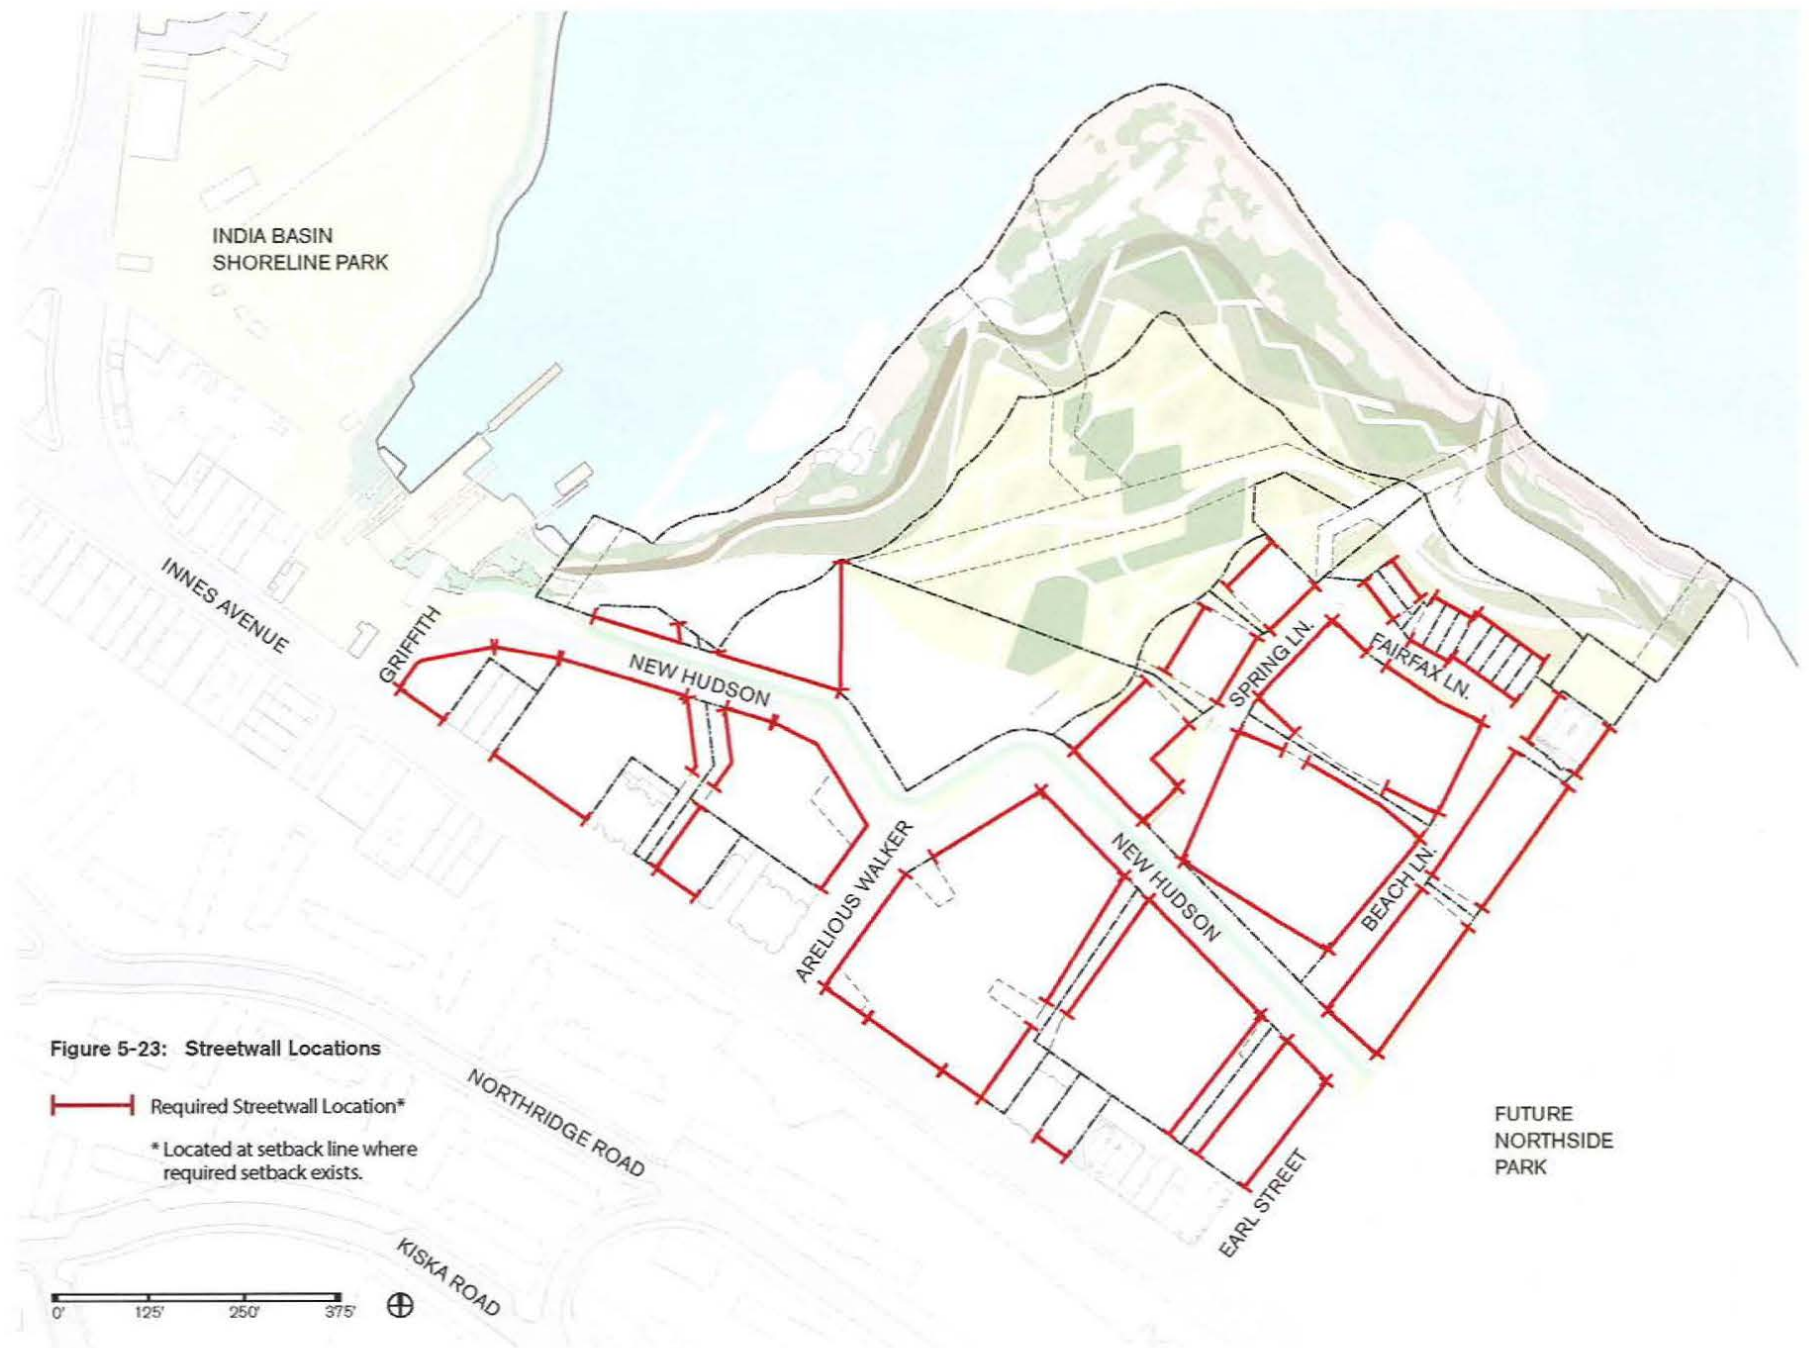 INDIA BASIN
SHORELINE PARK
INNES AVENUE
GRIFFITH
NEW HUDSON
SPRING LN.
FAIRFAX LN.
ARELIOUS WALKER
NEW HUDSON
BEACH LN.
Figure 5-23: Streetwall Locations
Required Streetwall Location*
* Located at setback line where
required setback exists.
NORTHRIDGE ROAD
FUTURE
NORTHSIDE
PARK
EARL STREET
KISKA ROAD
0' 125' 250' 375'